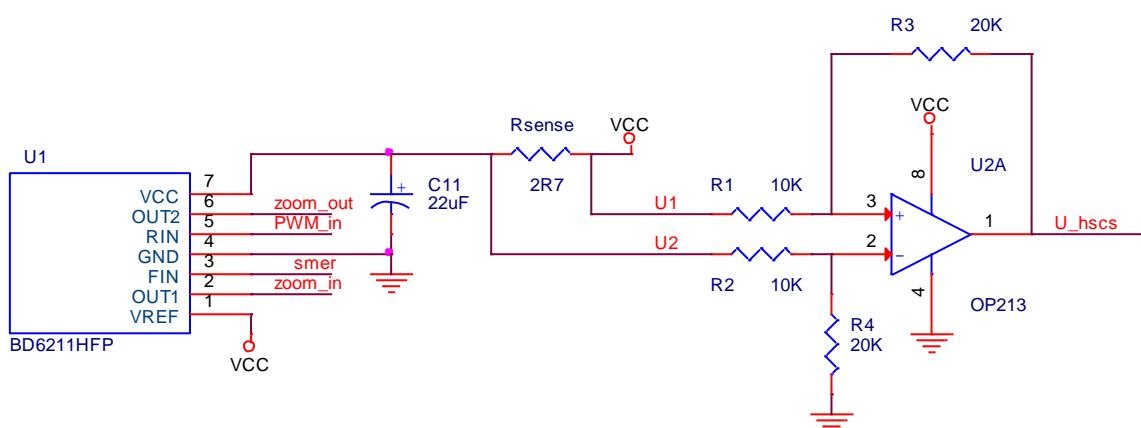 R3 20K
VCC
Rsense
VCC
2R7
U1
7
VCC
6
OUT2
zoom_out
5
RIN
PWM_in
4
GND
3
FIN
smer
2
OUT1
zoom_in
1
VREF
BD6211HFP
VCC
+
C11
22uF
U1
R1 10K
U2
R2 10K
8
U2A
3
+
2
−
1
U_hscs
4
OP213
R4
20K